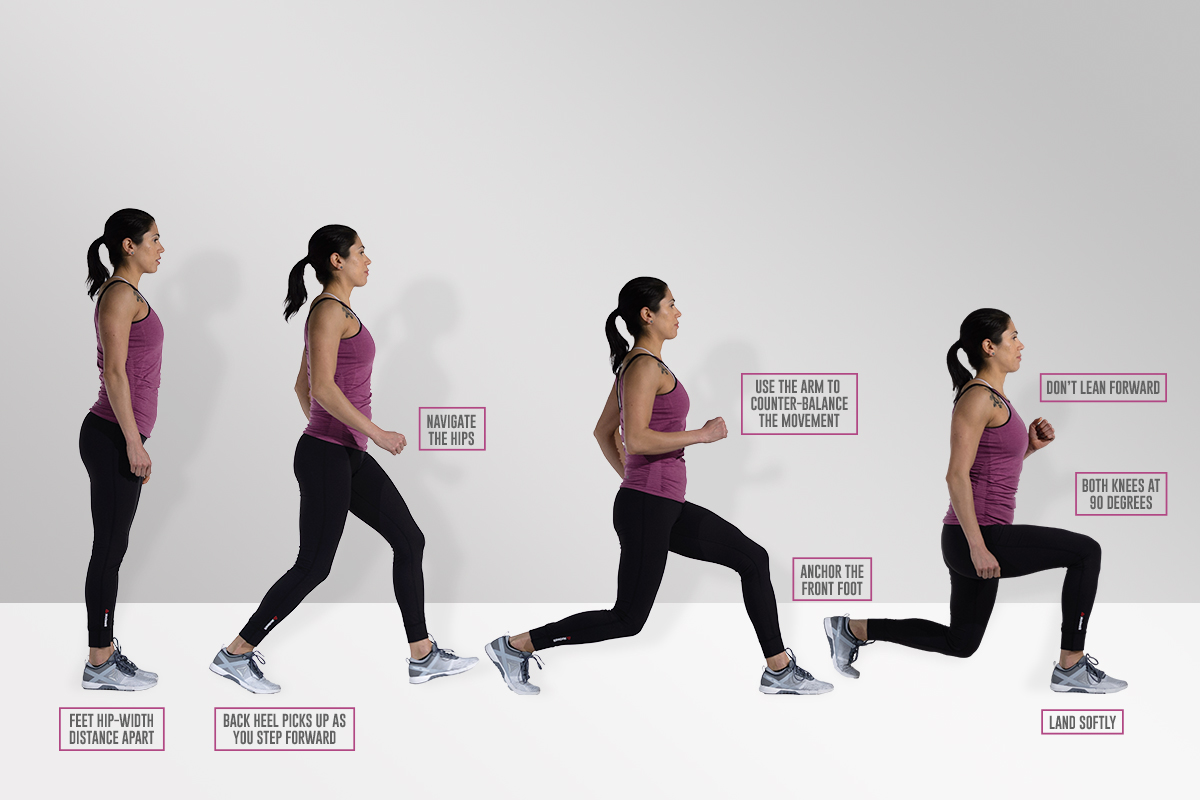 FEET HIP-WIDTH
DISTANCE APART
BACK HEEL PICKS UP AS
YOU STEP FORWARD
NAVIGATE
THE HIPS
USE THE ARM TO
COUNTER-BALANCE
THE MOVEMENT
ANCHOR THE
FRONT FOOT
DON'T LEAN FORWARD
BOTH KNEES AT
90 DEGREES
LAND SOFTLY